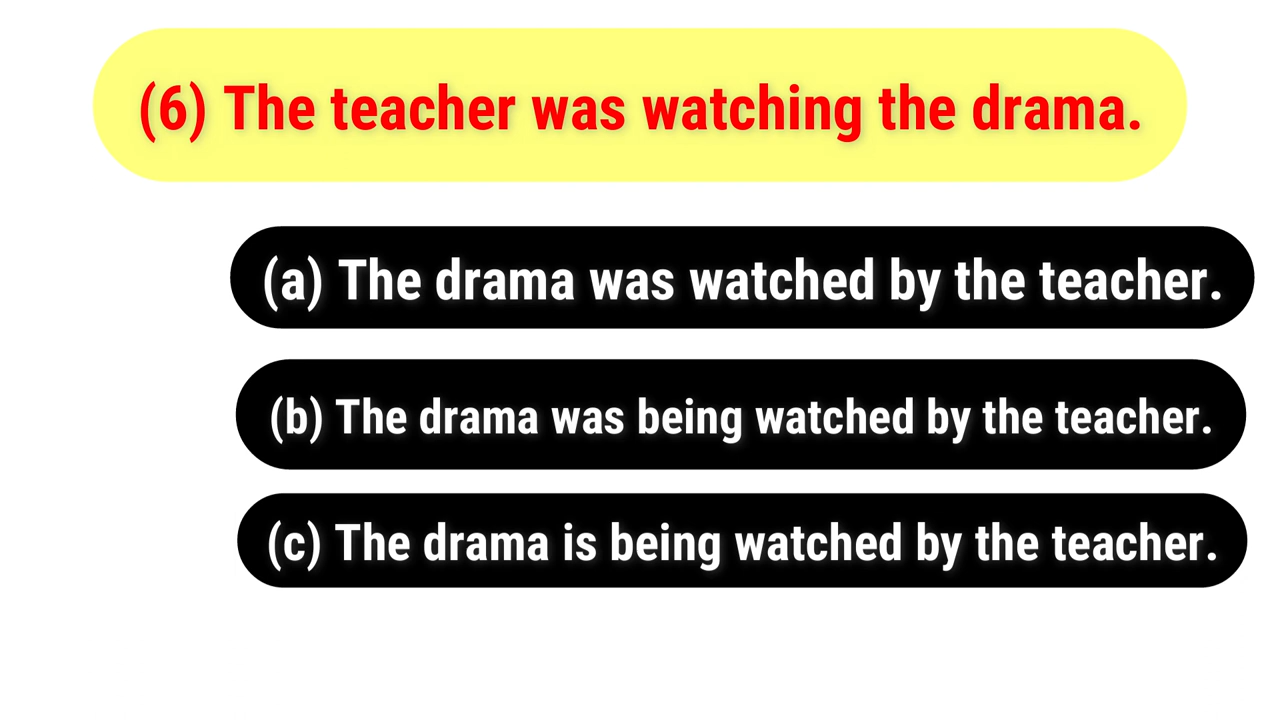 (6) The teacher was watching the drama.
(a) The drama was watched by the teacher.
(b) The drama was being watched by the teacher.
(c) The drama is being watched by the teacher.